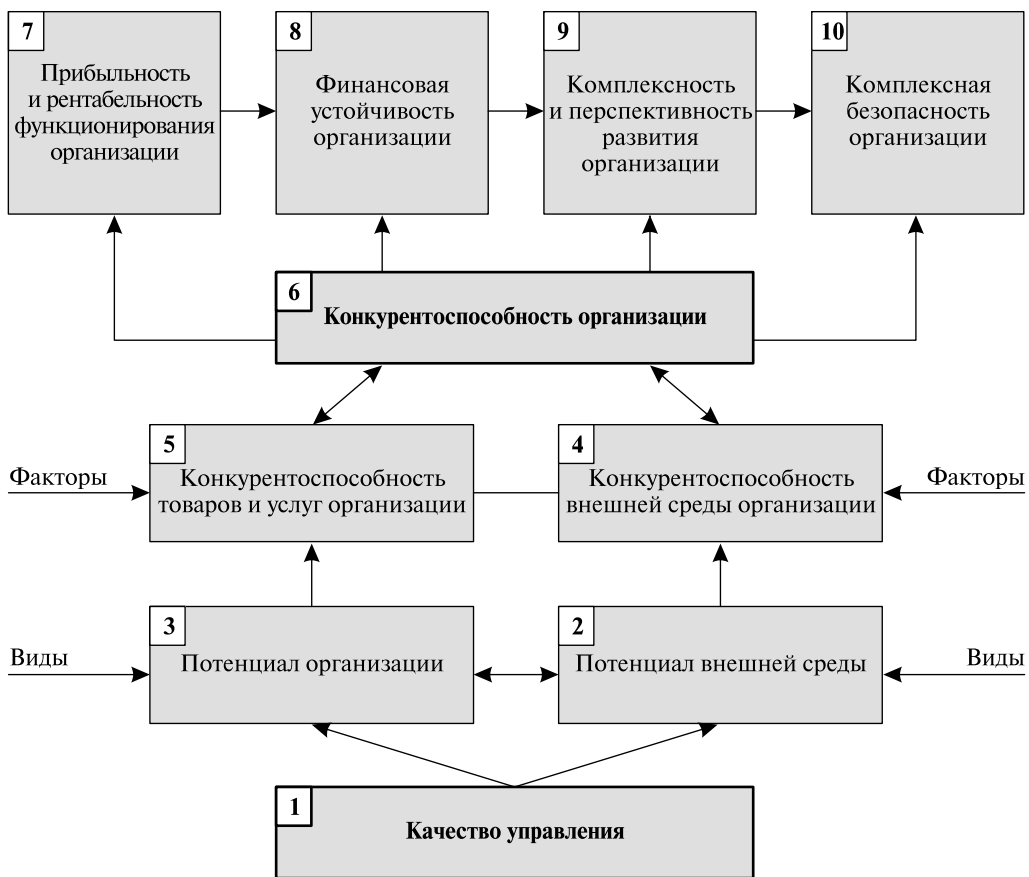 7
Прибыльность
и рентабельность
функционирования
организации
8
Финансовая
устойчивость
организации
9
Комплексность
и перспективность
развития
организации
10
Комплексная
безопасность
организации
6
Конкурентоспособность организации
Факторы
5
Конкурентоспособность
товаров и услуг организации
4
Конкурентоспособность
внешней среды организации
Факторы
Виды
3
Потенциал организации
2
Потенциал внешней среды
Виды
1
Качество управления